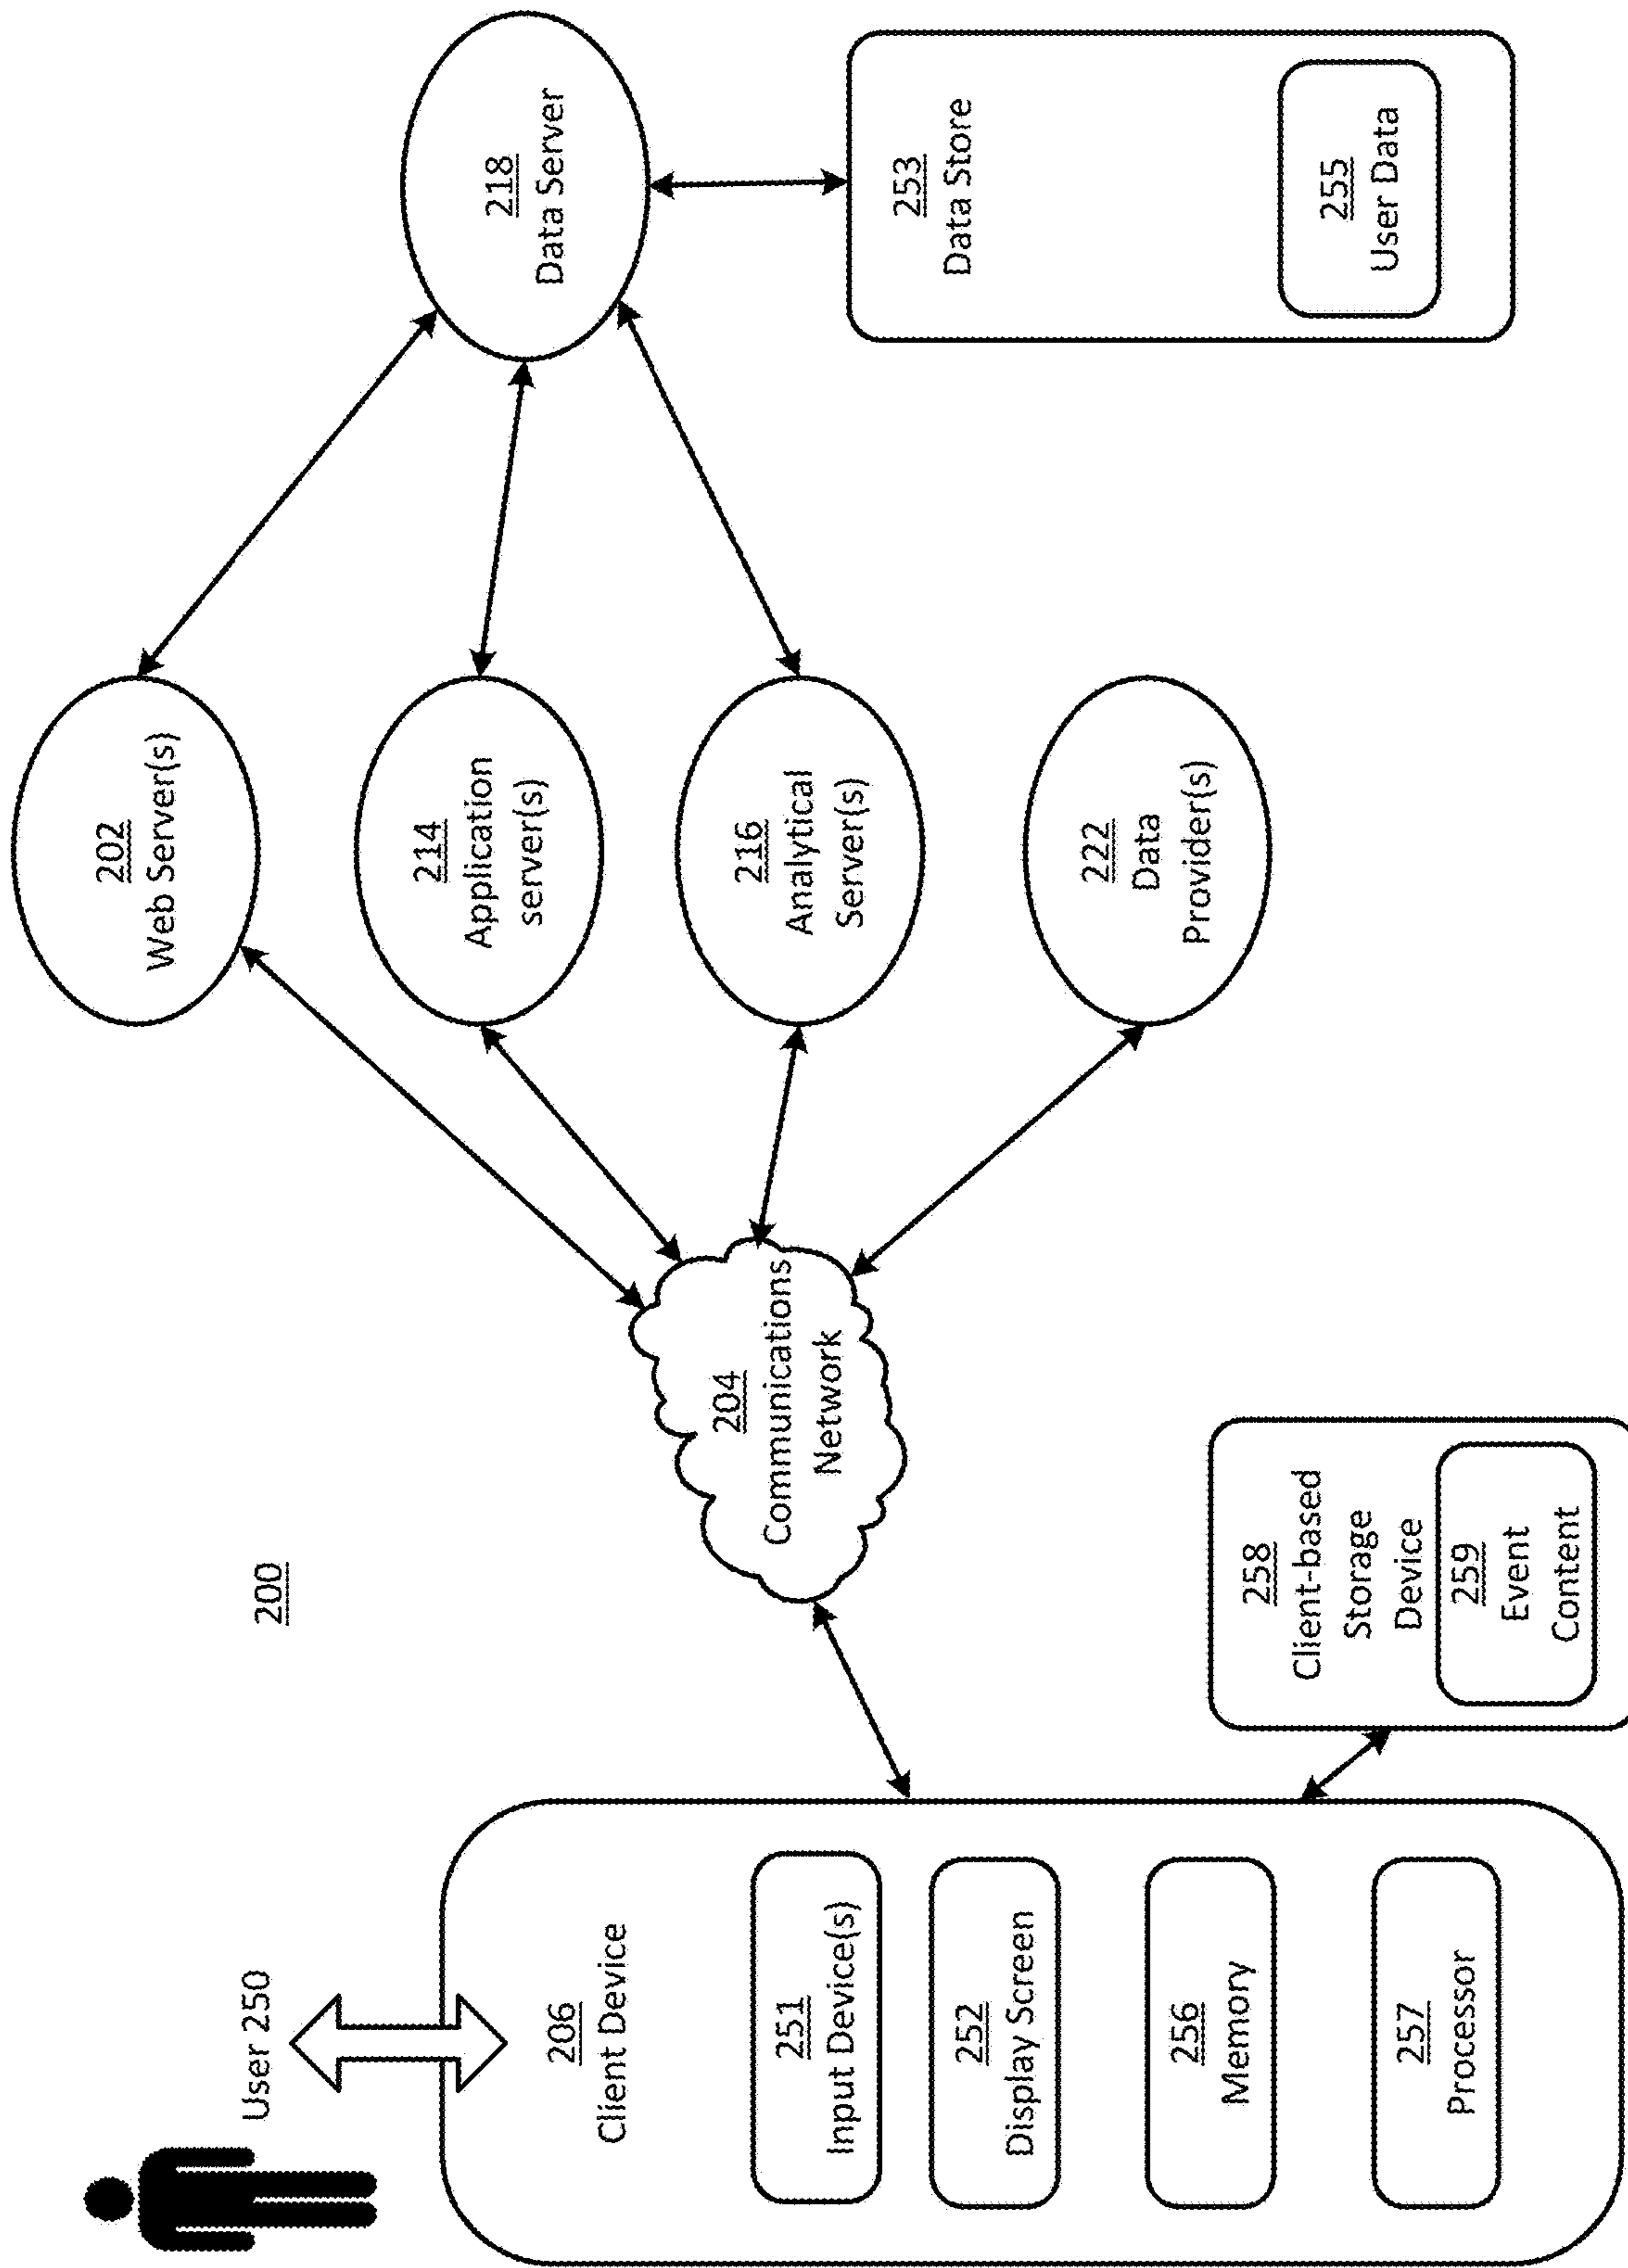 200
User 250
206
Client Device
251
Input Device(s)
252
Display Screen
256
Memory
257
Processor
258
Client-based
Storage
Device
259
Event
Content
204
Communications
Network
202
Web Server(s)
214
Application
server(s)
216
Analytical
Server(s)
222
Data
Provider(s)
218
Data Server
253
Data Store
255
User Data